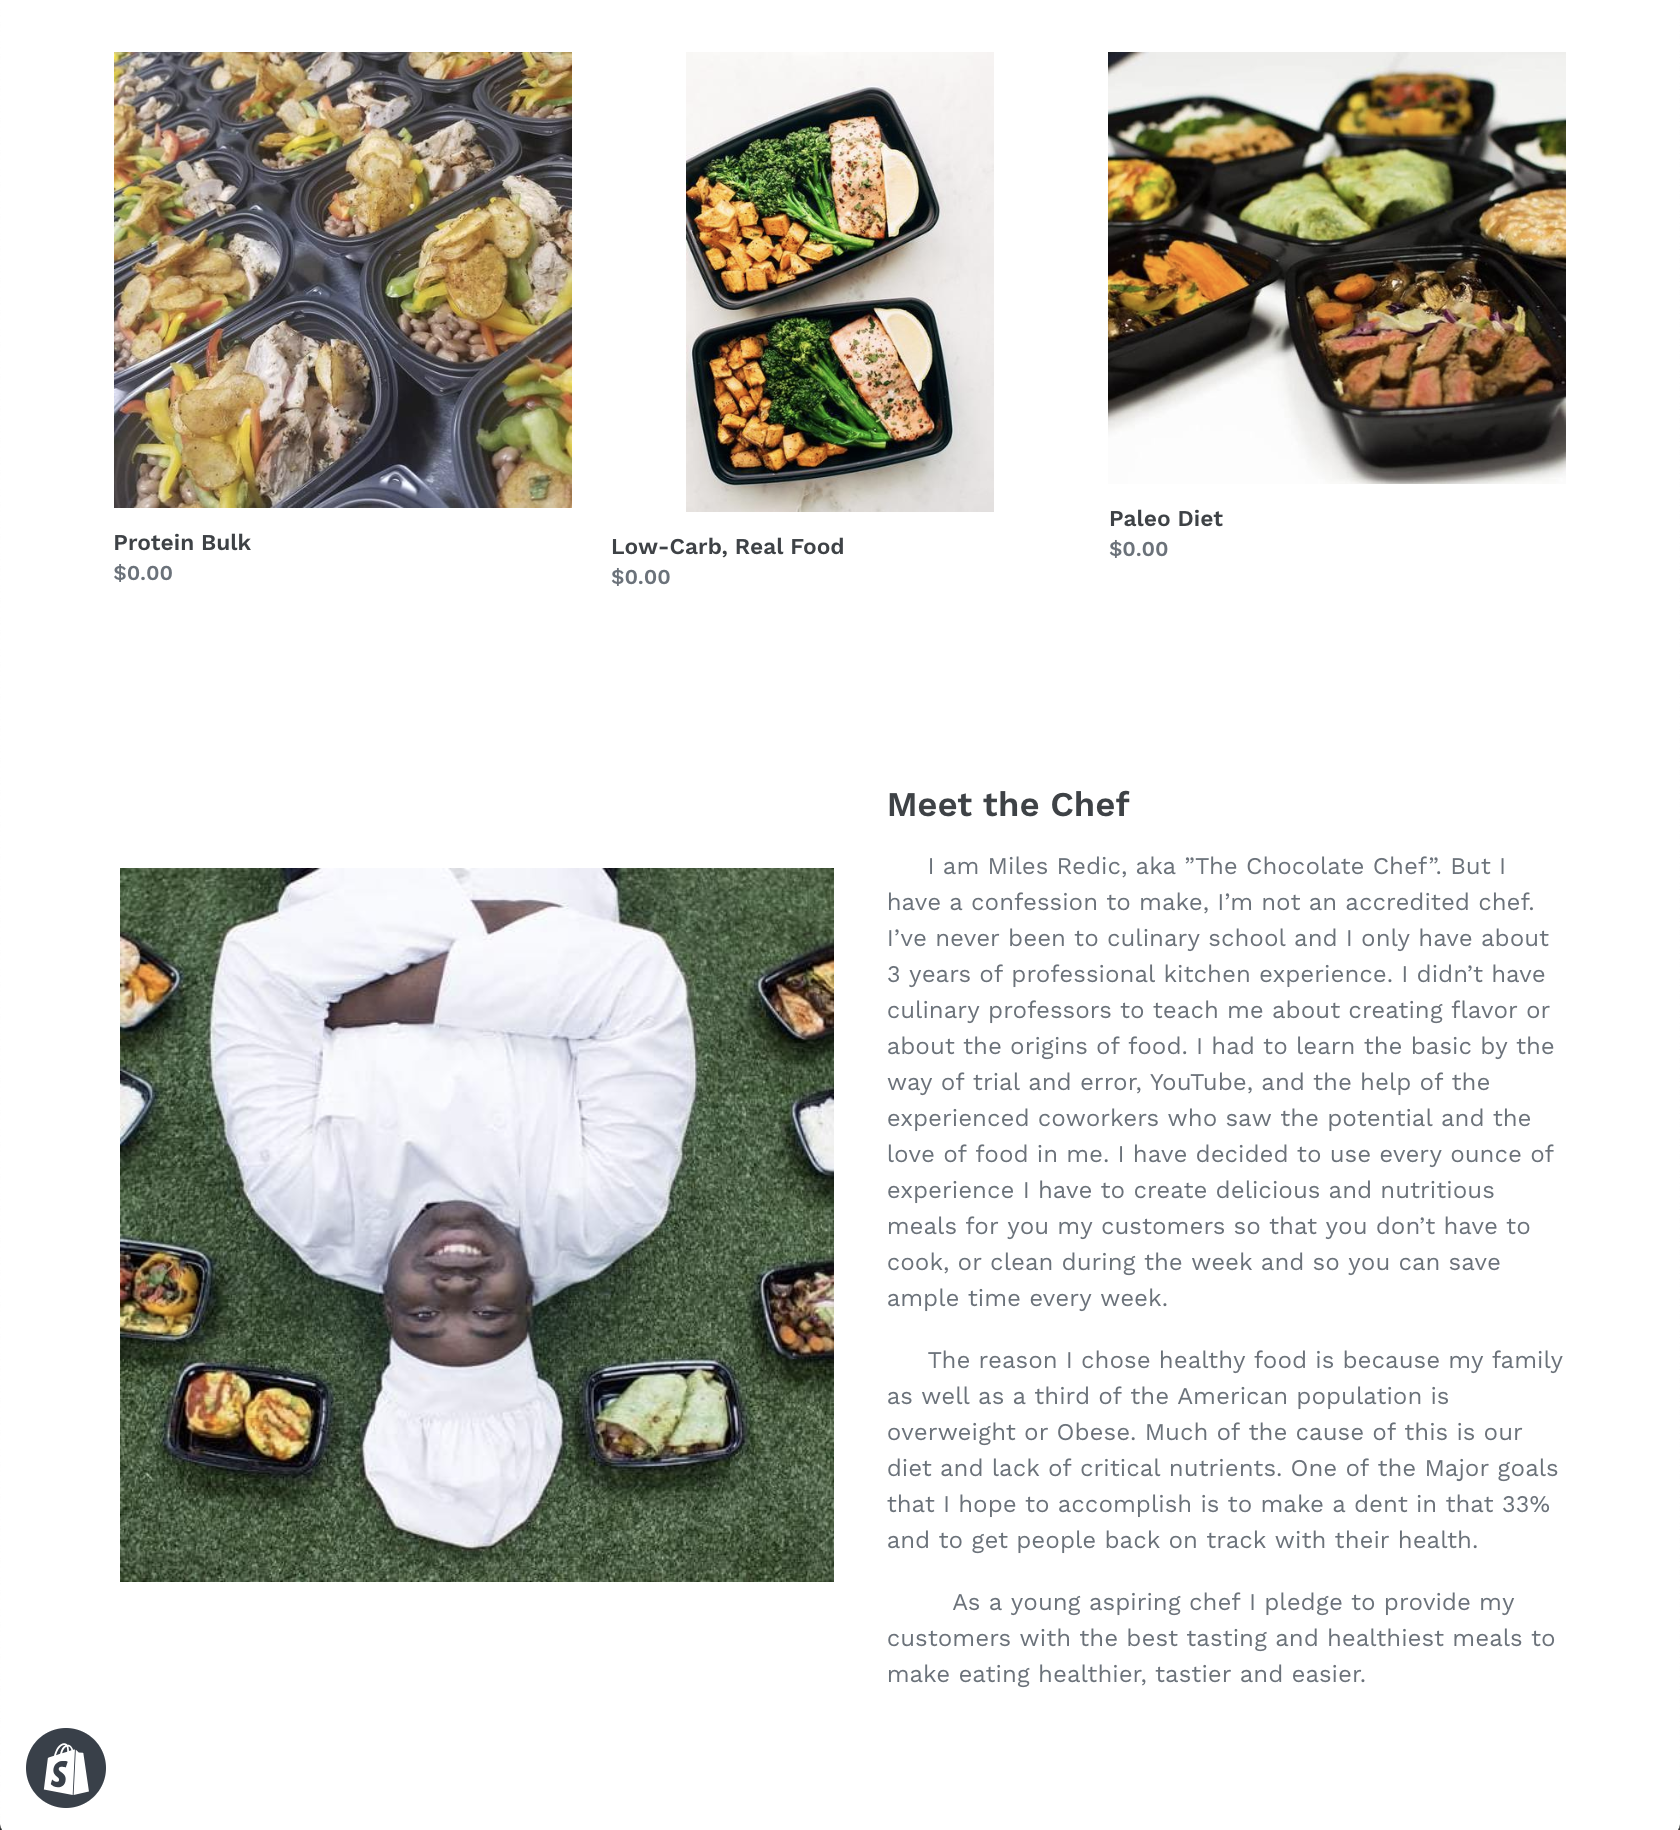 Protein Bulk
$0.00
Low-Carb, Real Food
$0.00
Paleo Diet
$0.00
Meet the Chef
I am Miles Redic, aka ”The Chocolate Chef”. But I
have a confession to make, I’m not an accredited chef.
I’ve never been to culinary school and I only have about
3 years of professional kitchen experience. I didn’t have
culinary professors to teach me about creating flavor or
about the origins of food. I had to learn the basic by the
way of trial and error, YouTube, and the help of the
experienced coworkers who saw the potential and the
love of food in me. I have decided to use every ounce of
experience I have to create delicious and nutritious
meals for you my customers so that you don’t have to
cook, or clean during the week and so you can save
ample time every week.
The reason I chose healthy food is because my family
as well as a third of the American population is
overweight or Obese. Much of the cause of this is our
diet and lack of critical nutrients. One of the Major goals
that I hope to accomplish is to make a dent in that 33%
and to get people back on track with their health.
As a young aspiring chef I pledge to provide my
customers with the best tasting and healthiest meals to
make eating healthier, tastier and easier.
S